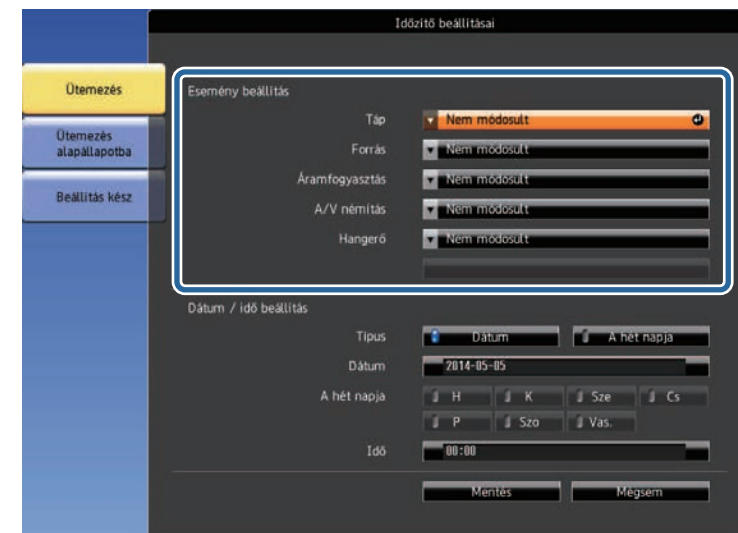 Időzítő beállításai
Ütemezés
Ütemezés
alapállapotba
Beállítás kész
Esemény beállítás
Táp Nem módosult
Forrás Nem módosult
Áramfogyasztás Nem módosult
A/V némítás Nem módosult
Hangerő Nem módosult
Dátum / idő beállítás
Típus Dátum A hét napja
Dátum 2014-05-05
A hét napja H K Sze Cs
P Szo Vas.
Idő 00:00
Mentés Mégsem